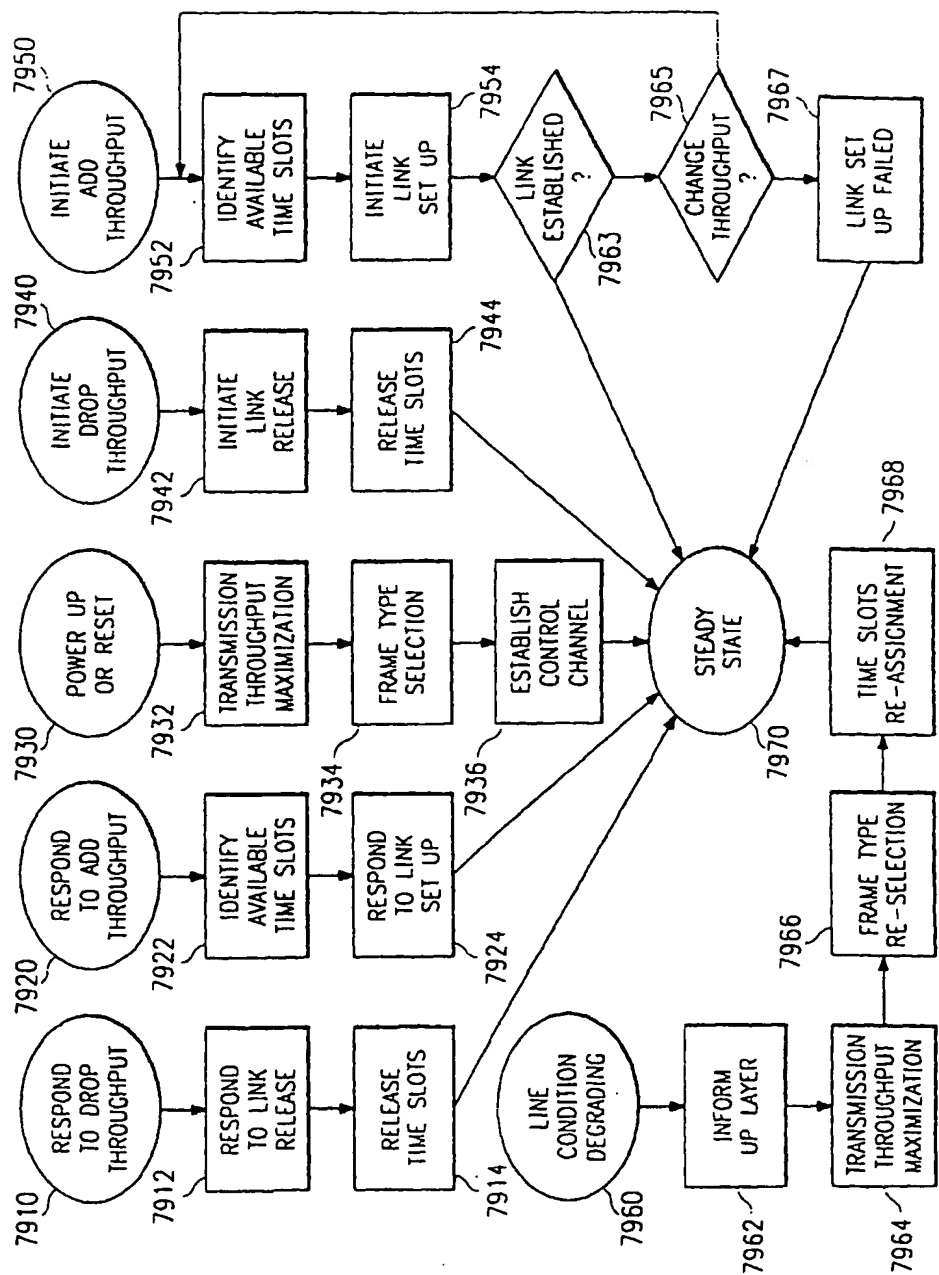 7910
RESPOND
TO DROP
THROUGHPUT
7912
RESPOND
TO LINK
RELEASE
7914
RELEASE
TIME SLOTS
7920
RESPOND
TO ADD
THROUGHPUT
7922
IDENTIFY
AVAILABLE
TIME SLOTS
7924
RESPOND
TO LINK
SET UP
7930
POWER UP
OR RESET
7932
TRANSMISSION
THROUGHPUT
MAXIMIZATION
7934
FRAME TYPE
SELECTION
7936
ESTABLISH
CONTROL
CHANNEL
7940
INITIATE
DROP
THROUGHPUT
7942
INITIATE
LINK
RELEASE
7944
RELEASE
TIME SLOTS
7950
INITIATE
ADD
THROUGHPUT
7952
IDENTIFY
AVAILABLE
TIME SLOTS
7954
INITIATE
LINK
SET UP
LINK
ESTABLISHED
?
7963
7965
CHANGE
THROUGHPUT
?
7967
LINK SET
UP FAILED
LINE
CONDITION
DEGRADING
7960
INFORM
UP LAYER
7962
TRANSMISSION
THROUGHPUT
MAXIMIZATION
7964
7966
FRAME TYPE
RE-SELECTION
7968
TIME SLOTS
RE-ASSIGNMENT
STEADY
STATE
7970